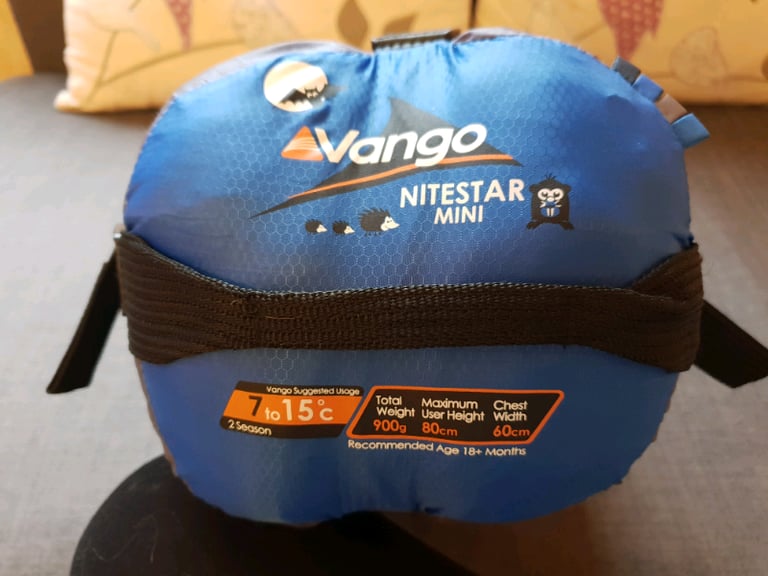 Vango
NITESTAR
MINI
Vango Suggested Usage
7 to 15°c
2 Season
Total Weight 900g
Maximum User Height 80cm
Chest Width 60cm
Recommended Age 18+ Months